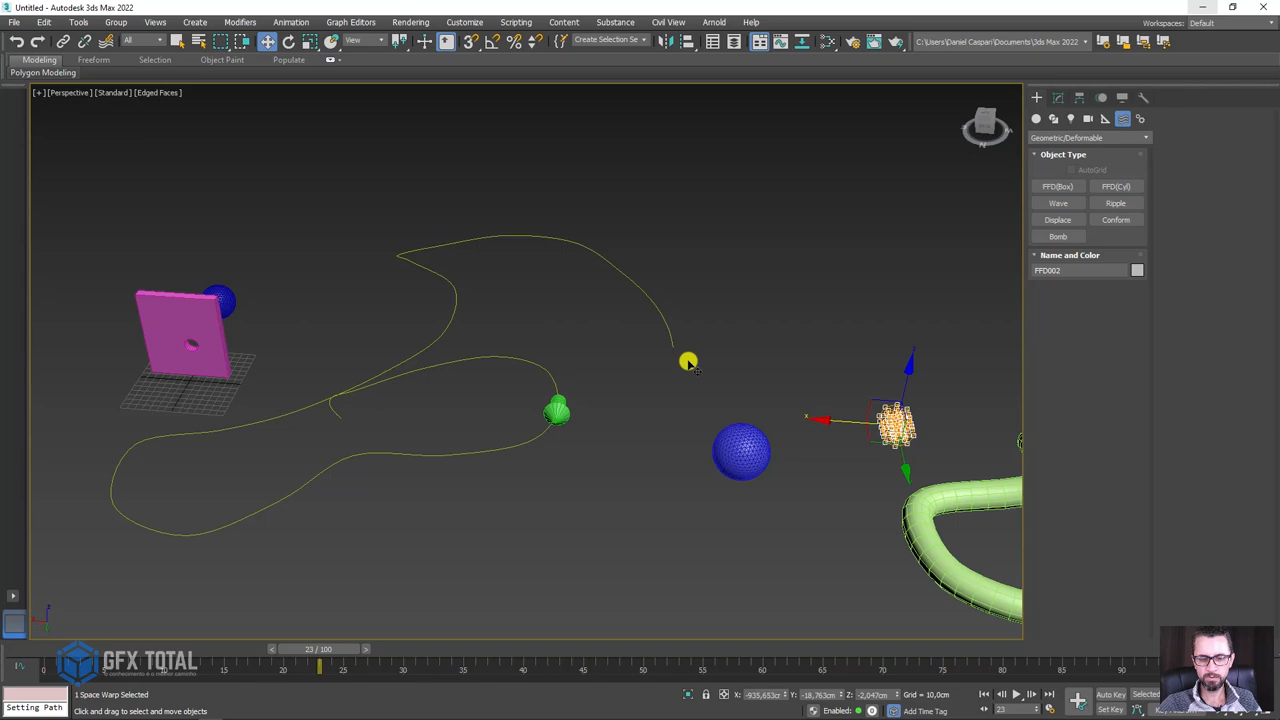 Untitled - Autodesk 3ds Max 2022
File Edit Tools Group Views Create Modifiers Animation Graph Editors Rendering Customize Scripting Content Substance Civil View Arnold Help
Workspaces: Default
All View Create Selection Se C:\Users\Daniel Caspari\Documents\3ds Max 2022
Modeling Freeform Selection Object Paint Populate
Polygon Modeling
[+] [Perspective] [Standard] [Edged Faces]
Geometric/Deformable
Object Type
AutoGrid
FFD(Box) FFD(Cyl)
Wave Ripple
Displace Conform
Bomb
Name and Color
FFD002
x
z
23 / 100
0 15 20 25 30 35 40 45 50 55 60 65 70 75 80 85 90
GFX TOTAL
o conhecimento é o melhor caminho
1 Space Warp Selected
X: -935,653cr Y: -18,763cm Z: -2,047cm Grid = 10,0cm
Auto Key Selected
Setting Path
Click and drag to select and move objects
Enabled: Add Time Tag
23
Set Key